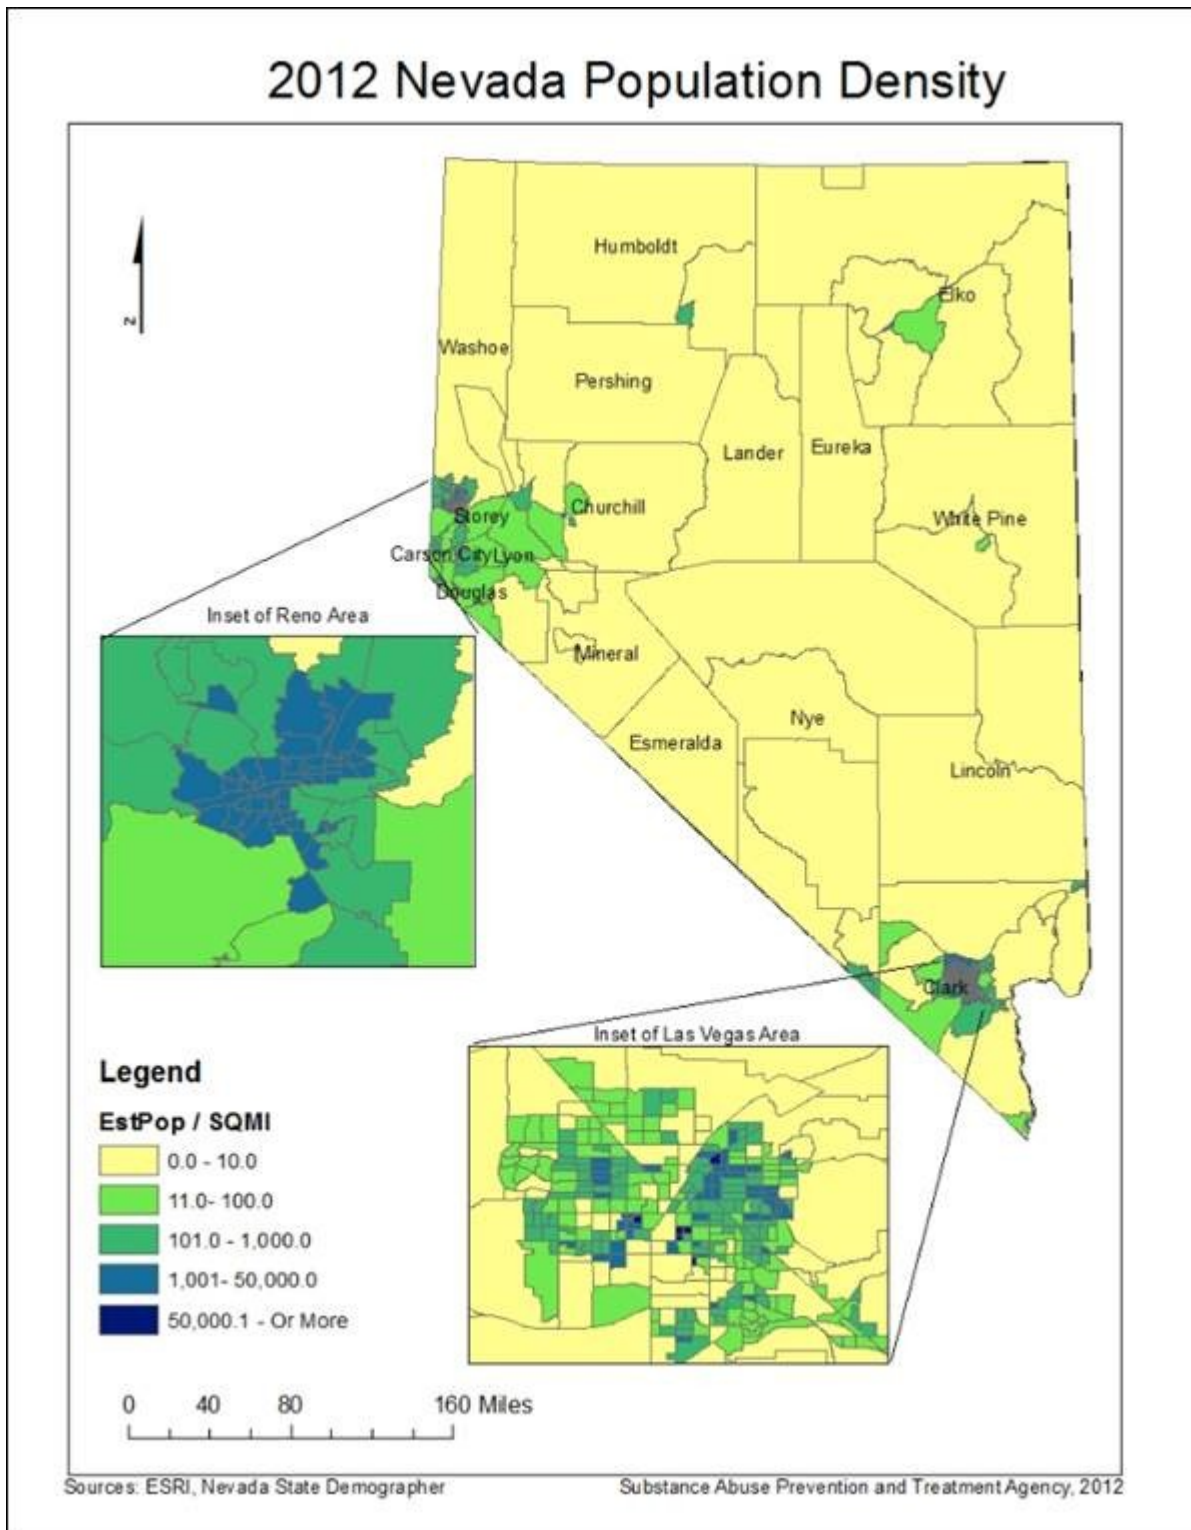 2012 Nevada Population Density
Humboldt
Elko
Washoe
Pershing
Lander
Eureka
Churchill
Storey
White Pine
Carson City
Lyon
Douglas
Mineral
Nye
Esmeralda
Lincoln
Clark
N
Inset of Reno Area
Inset of Las Vegas Area
Legend
EstPop / SQMI
0.0 - 10.0
11.0- 100.0
101.0 - 1,000.0
1,001- 50,000.0
50,000.1 - Or More
0 40 80 160 Miles
Sources: ESRI, Nevada State Demographer
Substance Abuse Prevention and Treatment Agency, 2012